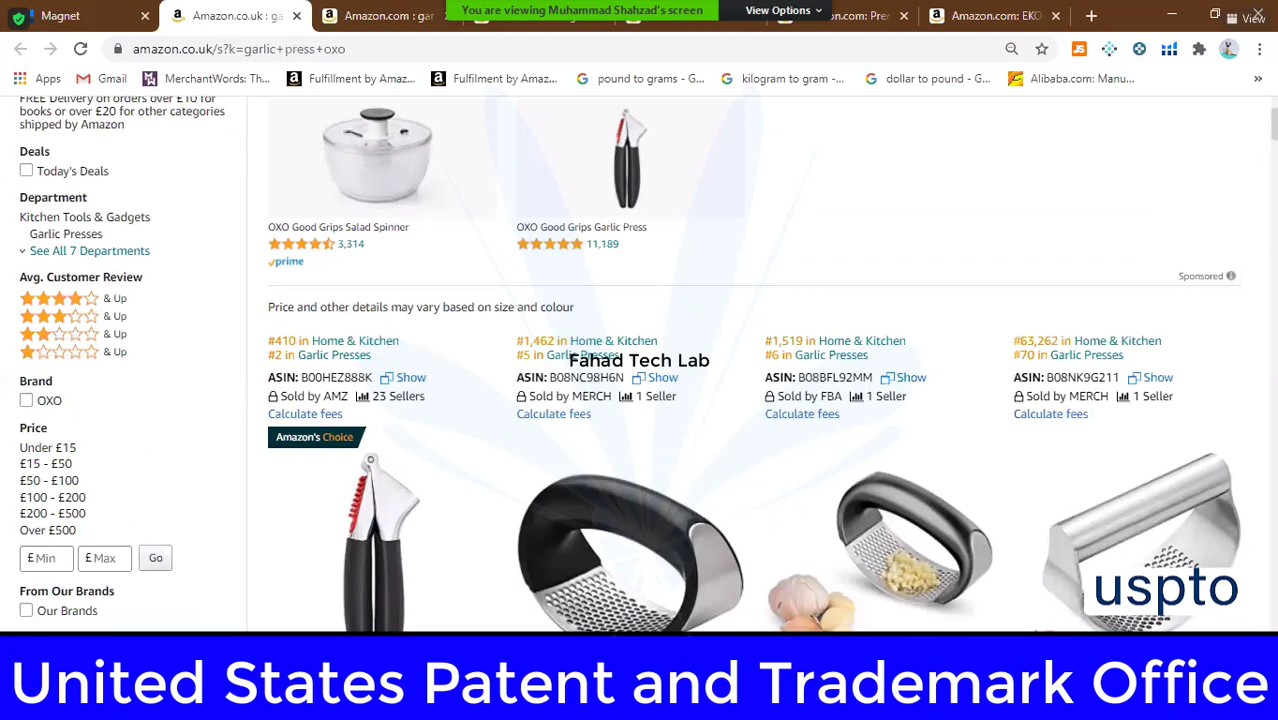 Magnet
Amazon.co.uk : ga
Amazon.com : gar
You are viewing Muhammad Shahzad's screen
View Options
.com: Prer
Amazon.com: EKO
View
amazon.co.uk/s?k=garlic+press+oxo
Apps
Gmail
MerchantWords: Th...
Fulfillment by Amaz...
Fulfilment by Amaz...
pound to grams - G...
kilogram to gram -...
dollar to pound - G...
Alibaba.com: Manu...
FREE Delivery on orders over £10 for
books or over £20 for other categories
shipped by Amazon
Deals
Today's Deals
Department
Kitchen Tools & Gadgets
Garlic Presses
See All 7 Departments
Avg. Customer Review
& Up
& Up
& Up
& Up
Brand
OXO
Price
Under £15
£15 - £50
£50 - £100
£100 - £200
£200 - £500
Over £500
£ Min
£ Max
Go
From Our Brands
Our Brands
OXO Good Grips Salad Spinner
3,314
prime
OXO Good Grips Garlic Press
11,189
Sponsored
Price and other details may vary based on size and colour
#410 in Home & Kitchen
#2 in Garlic Presses
ASIN: B00HEZ888K Show
Sold by AMZ 23 Sellers
Calculate fees
Amazon's Choice
#1,462 in Home & Kitchen
#5 in Garlic Presses
ASIN: B08NC98H6N Show
Sold by MERCH 1 Seller
Calculate fees
Fahad Tech Lab
#1,519 in Home & Kitchen
#6 in Garlic Presses
ASIN: B08BFL92MM Show
Sold by FBA 1 Seller
Calculate fees
#63,262 in Home & Kitchen
#70 in Garlic Presses
ASIN: B08NK9G211 Show
Sold by MERCH 1 Seller
Calculate fees
uspto
United States Patent and Trademark Office